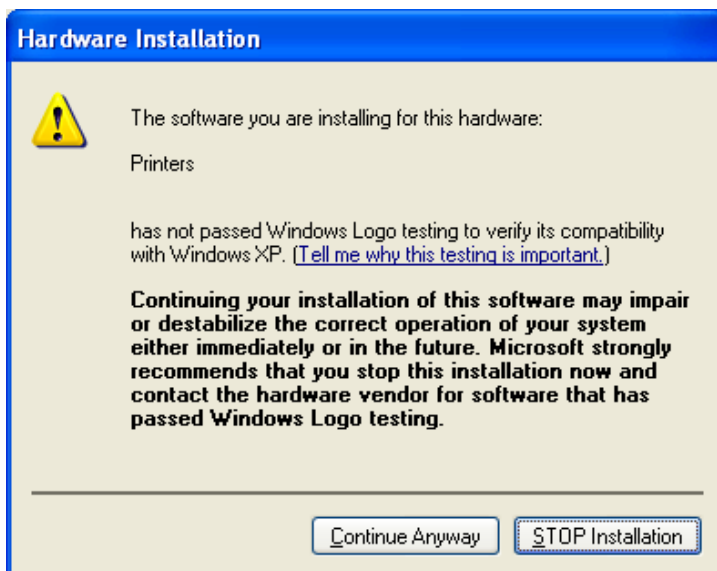 Hardware Installation
The software you are installing for this hardware:
Printers
has not passed Windows Logo testing to verify its compatibility
with Windows XP. (Tell me why this testing is important.)
Continuing your installation of this software may impair
or destabilize the correct operation of your system
either immediately or in the future. Microsoft strongly
recommends that you stop this installation now and
contact the hardware vendor for software that has
passed Windows Logo testing.
Continue Anyway
STOP Installation